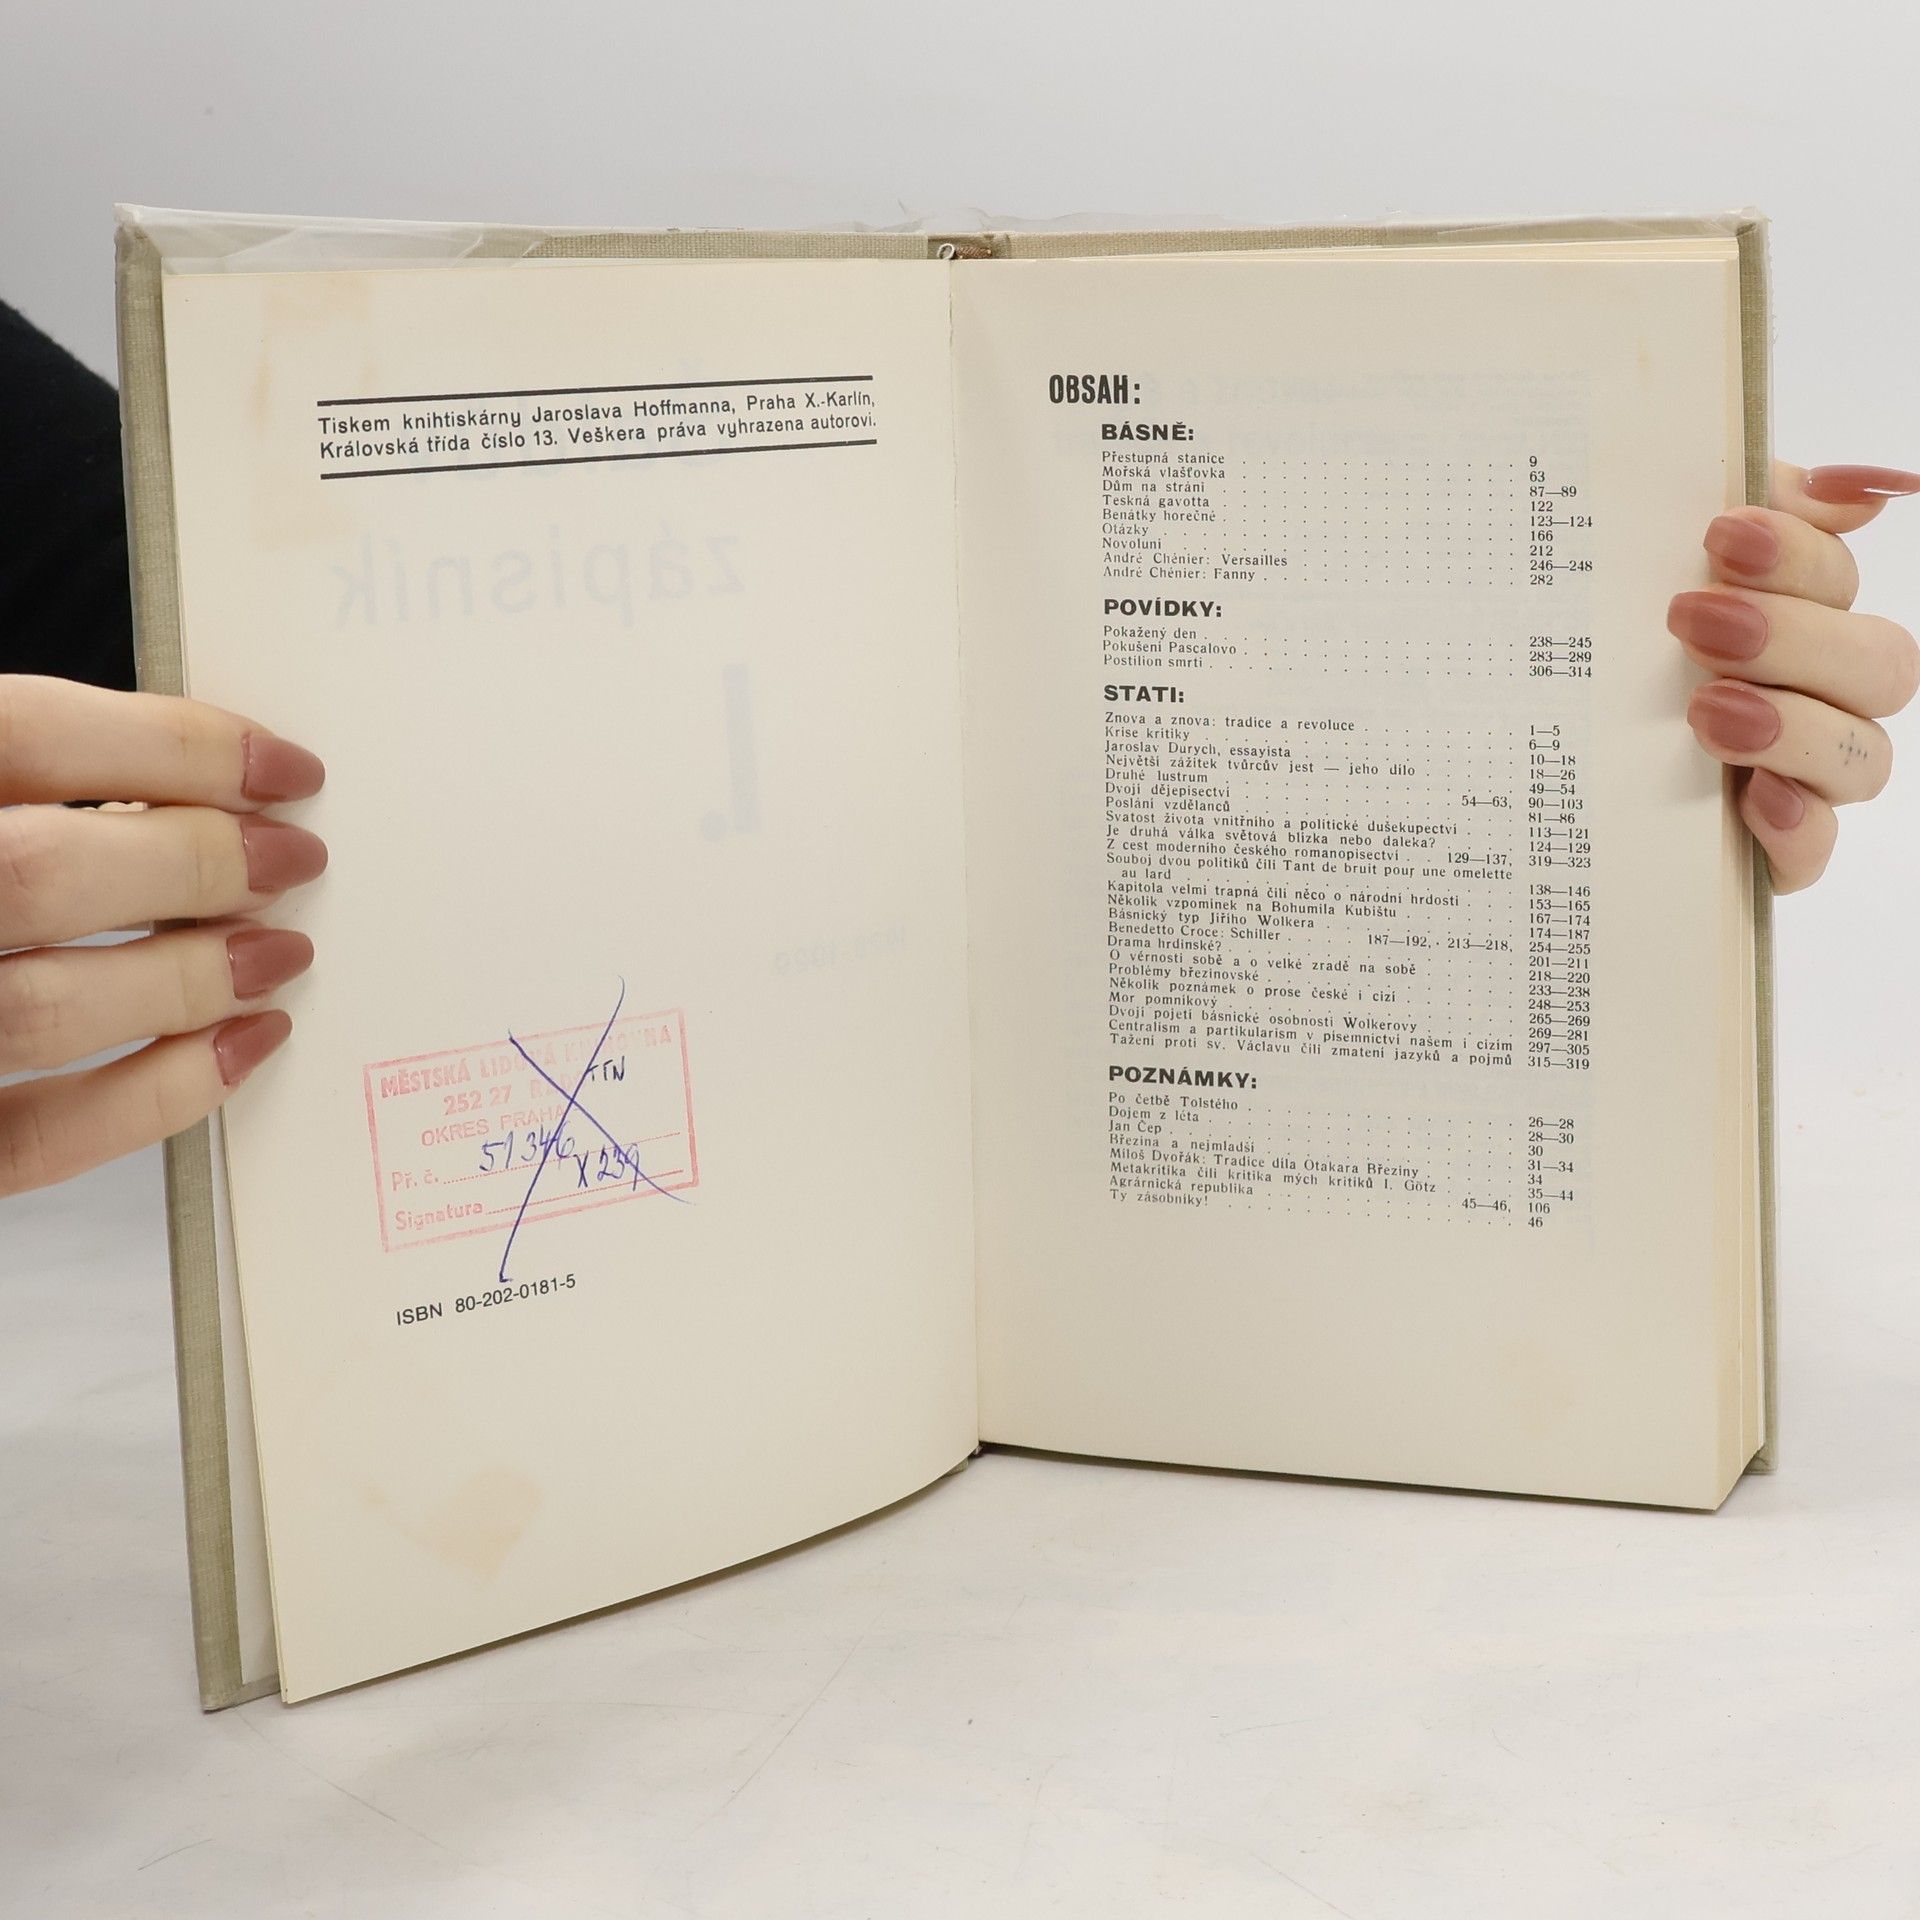 Tiskem knihtiskárny Jaroslava Hoffmanna, Praha X.-Karlín,
Královská třída číslo 13. Veškera práva vyhrazena autorovi.
zápisník
I.
MĚSTSKÁ LIDOVÁ KNIHOVNA
252 27
OKRES PRAHA
Př. č. 51346
X239
Signatura
ISBN 80-202-0181-5
OBSAH:
BÁSNĚ:
Přestupná stanice . . . 9
Mořská vlašťovka . . . 63
Dům na stráni . . . 87—89
Teskná gavotta . . . 122
Benátky horečné . . . 123—124
Otázky . . . 166
Novoluní . . . 212
André Chénier: Versailles . . . 246—248
André Chénier: Fanny . . . 282
POVÍDKY:
Pokažený den . . . 238—245
Pokušení Pascalovo . . . 283—289
Postilion smrti . . . 306—314
STATI:
Znova a znova: tradice a revoluce . . . 1—5
Krise kritiky . . . 6—9
Jaroslav Durych, essayista . . . 10—18
Největší zážitek tvůrcův jest — jeho dílo . . . 18—26
Druhé lustrum . . . 49—54
Dvojí dějepisectví . . . 54—63, 90—103
Poslání vzdělanců . . . 81—86
Svatost života vnitřního a politické dušekupectví . . . 113—121
Je druhá válka světová blízka nebo daleka? . . . 124—129
Z cest moderního českého romanopisectví . . 129—137, 319—323
Souboj dvou politiků čili Tant de bruit pour une omelette
au lard . . . 138—146
Kapitola velmi trapná čili něco o národní hrdosti . . . 153—165
Několik vzpomínek na Bohumila Kubištu . . . 167—174
Básnický typ Jiřího Wolkera . . . 174—187
Benedetto Croce: Schiller . . . 187—192, 213—218, 254—255
Drama hrdinské? . . . 201—211
O věrnosti sobě a o velké zradě na sobě . . . 218—220
Problémy březinovské . . . 233—238
Několik poznámek o prose české i cizí . . . 248—253
Mor pomníkový . . . 265—269
Dvojí pojetí básnické osobnosti Wolkerovy . . . 269—281
Centralism a partikularism v písemnictví našem i cizím 297—305
Tažení proti sv. Václavu čili zmatení jazyků a pojmů 315—319
POZNÁMKY:
Po četbě Tolstého . . . 26—28
Dojem z léta . . . 28—30
Jan Čep . . . 30
Březina a nejmladší . . . 31—34
Miloš Dvořák: Tradice díla Otakara Březiny . . . 34
Metakritika čili kritika mých kritiků I. Götz . . . 35—44
Agrárnická republika . . . 45—46, 106
Ty zásobníky! . . . 46